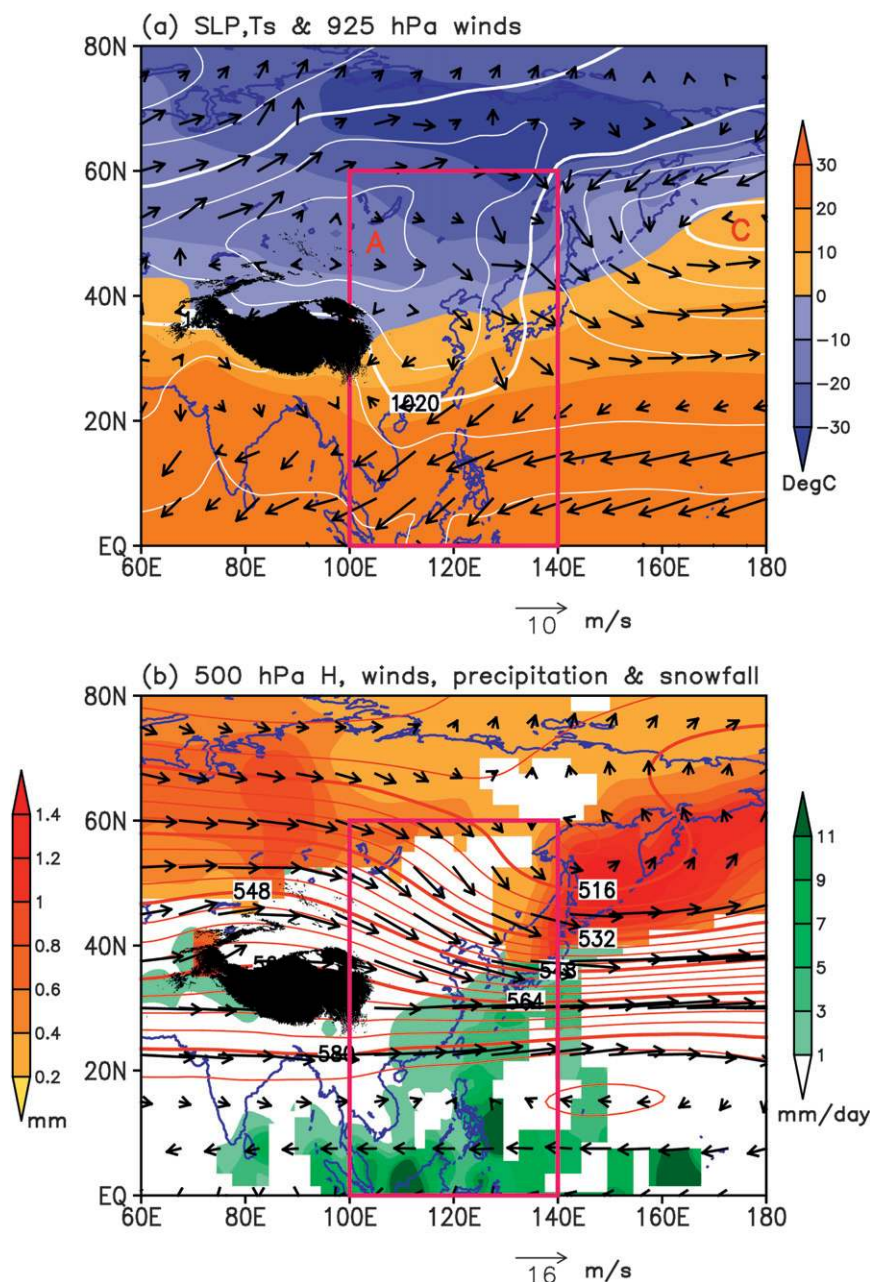 (a) SLP,Ts & 925 hPa winds
80N
60N
40N
20N
EQ
60E 80E 100E 120E 140E 160E 180
A
C
1020
30
20
10
0
-10
-20
-30
DegC
10 m/s
(b) 500 hPa H, winds, precipitation & snowfall
80N
60N
40N
20N
EQ
60E 80E 100E 120E 140E 160E 180
548
516
532
564
580
1.4
1.2
1
0.8
0.6
0.4
0.2
mm
11
9
7
5
3
1
mm/day
16 m/s